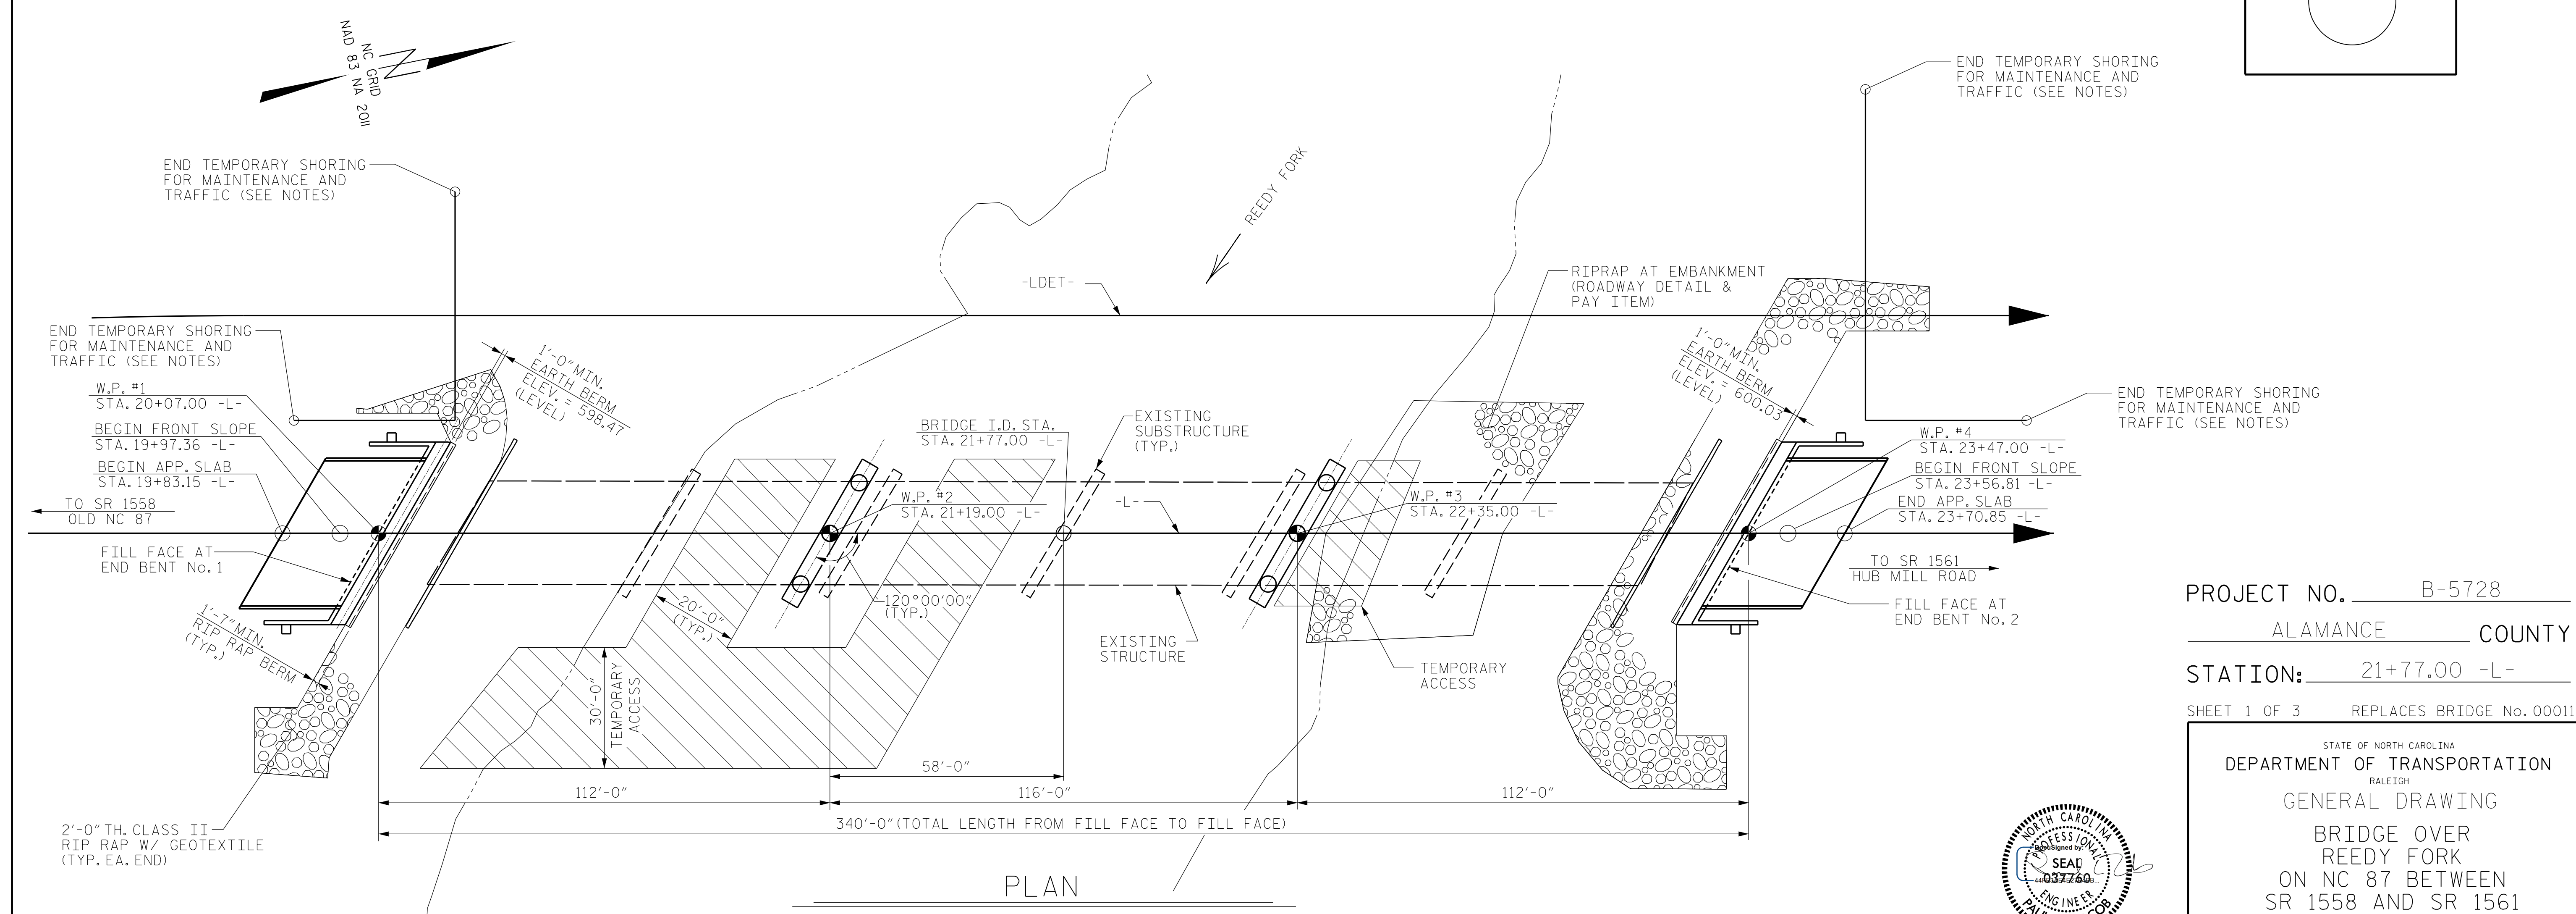 NC GRID
NAD 83 NA 2011
END TEMPORARY SHORING
FOR MAINTENANCE AND
TRAFFIC (SEE NOTES)
END TEMPORARY SHORING
FOR MAINTENANCE AND
TRAFFIC (SEE NOTES)
REEDY FORK
-LDET-
RIPRAP AT EMBANKMENT
(ROADWAY DETAIL &
PAY ITEM)
END TEMPORARY SHORING
FOR MAINTENANCE AND
TRAFFIC (SEE NOTES)
1'-0" MIN.
EARTH BERM
ELEV. = 598.47
(LEVEL)
1'-0" MIN.
EARTH BERM
ELEV. = 600.03
(LEVEL)
END TEMPORARY SHORING
FOR MAINTENANCE AND
TRAFFIC (SEE NOTES)
W.P. #1
STA. 20+07.00 -L-
BEGIN FRONT SLOPE
STA. 19+97.36 -L-
BEGIN APP. SLAB
STA. 19+83.15 -L-
TO SR 1558
OLD NC 87
FILL FACE AT
END BENT No. 1
1'-7" MIN.
RIP RAP BERM
(TYP.)
BRIDGE I.D. STA.
STA. 21+77.00 -L-
EXISTING
SUBSTRUCTURE
(TYP.)
W.P. #2
STA. 21+19.00 -L-
-L-
W.P. #3
STA. 22+35.00 -L-
W.P. #4
STA. 23+47.00 -L-
BEGIN FRONT SLOPE
STA. 23+56.81 -L-
END APP. SLAB
STA. 23+70.85 -L-
TO SR 1561
HUB MILL ROAD
FILL FACE AT
END BENT No. 2
20'-0"
(TYP.)
120°00'00"
(TYP.)
EXISTING
STRUCTURE
TEMPORARY
ACCESS
30'-0"
TEMPORARY
ACCESS
58'-0"
112'-0"
116'-0"
112'-0"
340'-0" (TOTAL LENGTH FROM FILL FACE TO FILL FACE)
2'-0" TH. CLASS II
RIP RAP W/ GEOTEXTILE
(TYP. EA. END)
PLAN
PROJECT NO. B-5728
ALAMANCE COUNTY
STATION: 21+77.00 -L-
SHEET 1 OF 3 REPLACES BRIDGE No. 00011
STATE OF NORTH CAROLINA
DEPARTMENT OF TRANSPORTATION
RALEIGH
GENERAL DRAWING
BRIDGE OVER
REEDY FORK
ON NC 87 BETWEEN
SR 1558 AND SR 1561
NORTH CAROLINA
PROFESSIONAL
SEAL
037760
ENGINEER